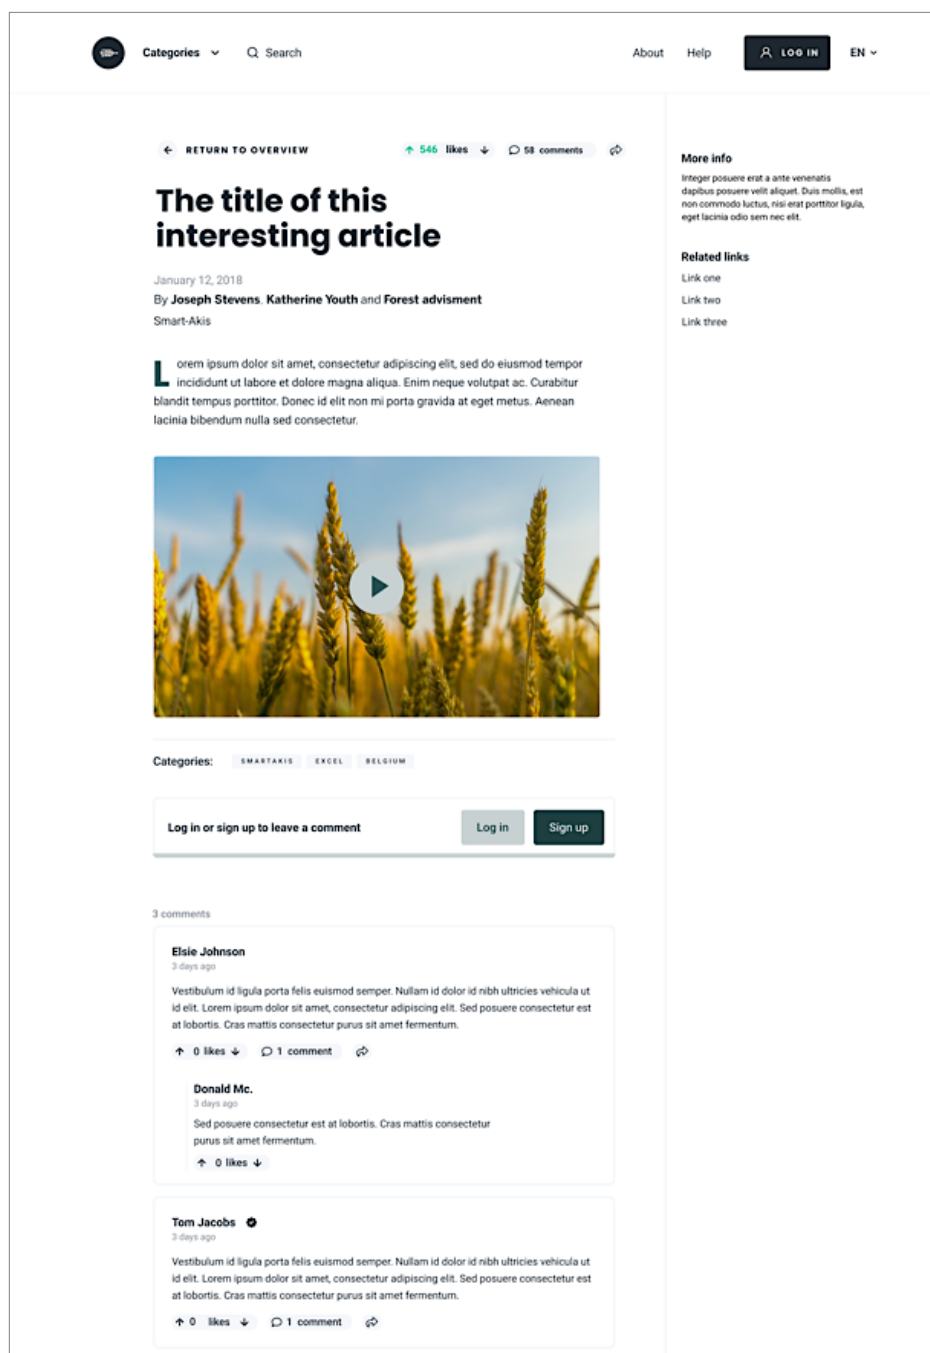 Categories
Search
About
Help
LOG IN
EN
RETURN TO OVERVIEW
546 likes
58 comments
The title of this
interesting article
January 12, 2018
By Joseph Stevens. Katherine Youth and Forest advisment
Smart-Akis
Lorem ipsum dolor sit amet, consectetur adipiscing elit, sed do eiusmod tempor
incididunt ut labore et dolore magna aliqua. Enim neque volutpat ac. Curabitur
blandit tempus porttitor. Donec id elit non mi porta gravida at eget metus. Aenean
lacinia bibendum nulla sed consectetur.
Categories:
SMARTAKIS
EXCEL
BELGIUM
Log in or sign up to leave a comment
Log in
Sign up
3 comments
Elsie Johnson
3 days ago
Vestibulum id ligula porta felis euismod semper. Nullam id dolor id nibh ultricies vehicula ut
id elit. Lorem ipsum dolor sit amet, consectetur adipiscing elit. Sed posuere consectetur est
at lobortis. Cras mattis consectetur purus sit amet fermentum.
0 likes
1 comment
Donald Mc.
3 days ago
Sed posuere consectetur est at lobortis. Cras mattis consectetur
purus sit amet fermentum.
0 likes
Tom Jacobs
3 days ago
Vestibulum id ligula porta felis euismod semper. Nullam id dolor id nibh ultricies vehicula ut
id elit. Lorem ipsum dolor sit amet, consectetur adipiscing elit. Sed posuere consectetur est
at lobortis. Cras mattis consectetur purus sit amet fermentum.
0 likes
1 comment
More info
Integer posuere erat a ante venenatis
dapibus posuere velit aliquet. Duis mollis, est
non commodo luctus, nisi erat porttitor ligula,
eget lacinia odio sem nec elit.
Related links
Link one
Link two
Link three